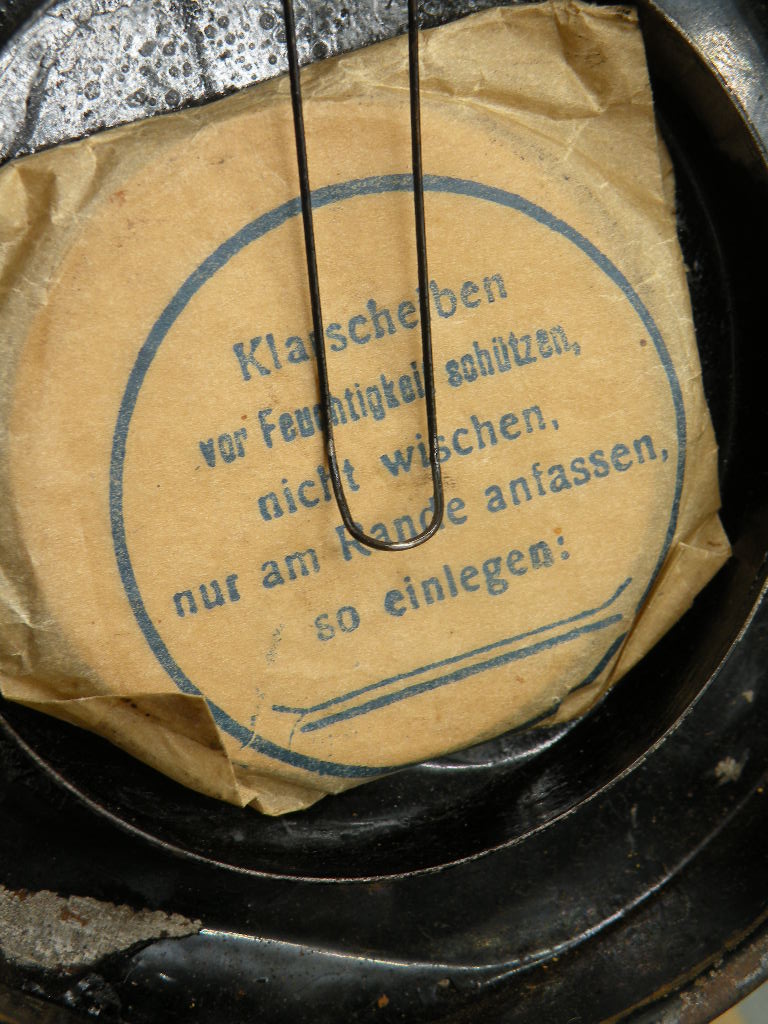 Klarscheiben
vor Feuchtigkeit schützen,
nicht wischen,
nur am Rande anfassen,
so einlegen: